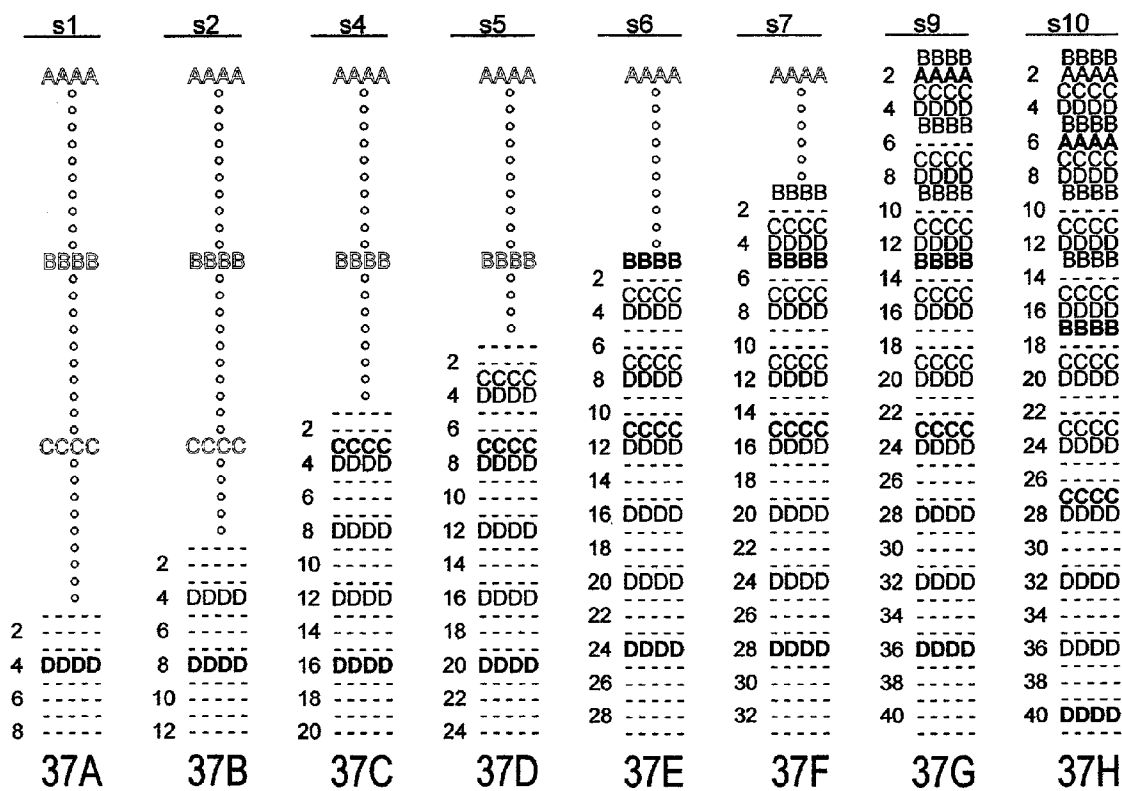 s1
AAAA
BBBB
CCCC
2
4 DDDD
6
8
37A
s2
AAAA
BBBB
CCCC
2
4 DDDD
6
8 DDDD
10
12
37B
s4
AAAA
BBBB
2
CCCC
4 DDDD
6
8 DDDD
10
12 DDDD
14
16 DDDD
18
20
37C
s5
AAAA
BBBB
2
CCCC
4 DDDD
6
CCCC
8 DDDD
10
12 DDDD
14
16 DDDD
18
20 DDDD
22
24
37D
s6
AAAA
BBBB
2
CCCC
4 DDDD
6
CCCC
8 DDDD
10
CCCC
12 DDDD
14
16 DDDD
18
20 DDDD
22
24 DDDD
26
28
37E
s7
AAAA
BBBB
2
CCCC
4 DDDD
BBBB
6
CCCC
8 DDDD
10
CCCC
12 DDDD
14
CCCC
16 DDDD
18
20 DDDD
22
24 DDDD
26
28 DDDD
30
32
37F
s9
BBBB
2 AAAA
CCCC
4 DDDD
BBBB
6
CCCC
8 DDDD
BBBB
10
CCCC
12 DDDD
BBBB
14
CCCC
16 DDDD
18
CCCC
20 DDDD
22
CCCC
24 DDDD
26
28 DDDD
30
32 DDDD
34
36 DDDD
38
40
37G
s10
BBBB
2 AAAA
CCCC
4 DDDD
BBBB
6 AAAA
CCCC
8 DDDD
BBBB
10
CCCC
12 DDDD
BBBB
14
CCCC
16 DDDD
BBBB
18
CCCC
20 DDDD
22
CCCC
24 DDDD
26
CCCC
28 DDDD
30
32 DDDD
34
36 DDDD
38
40 DDDD
37H